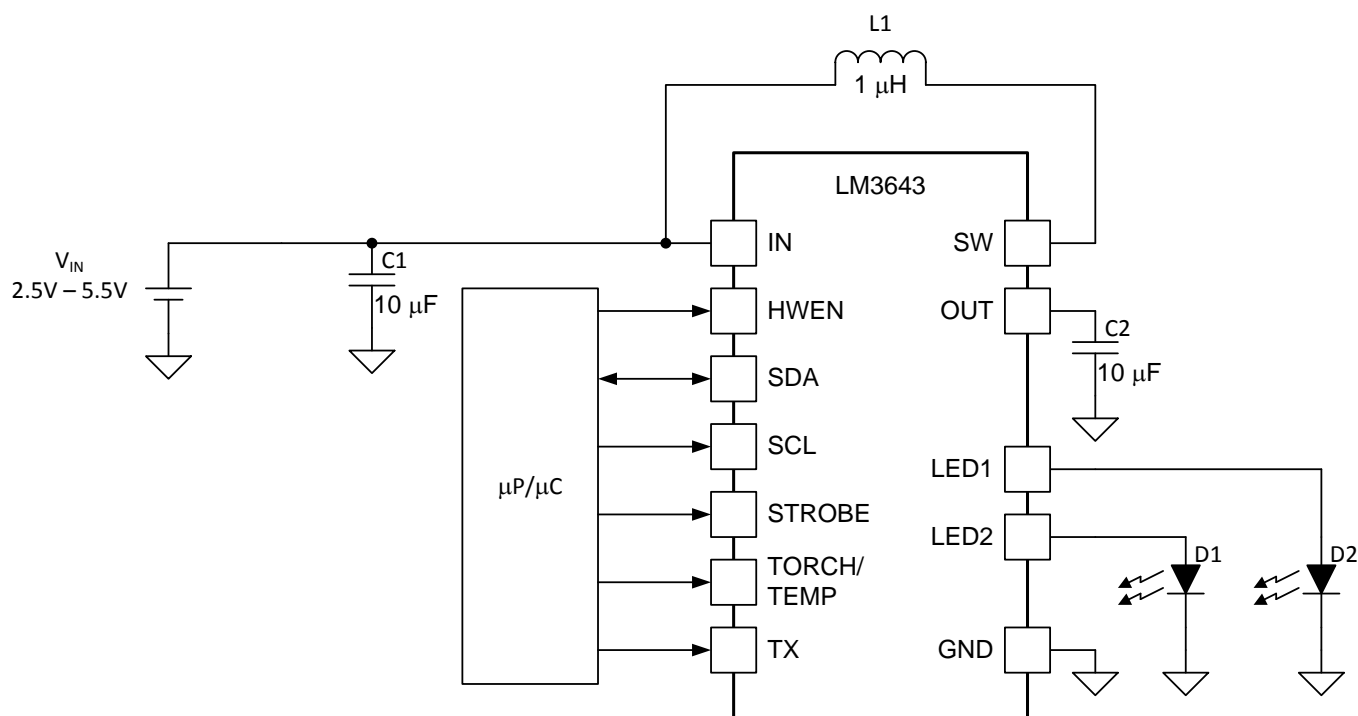 L1
1 μH
LM3643
IN
SW
V_IN
2.5V – 5.5V
C1
10 μF
HWEN
OUT
C2
10 μF
SDA
SCL
LED1
μP/μC
STROBE
LED2
D1
D2
TORCH/
TEMP
TX
GND